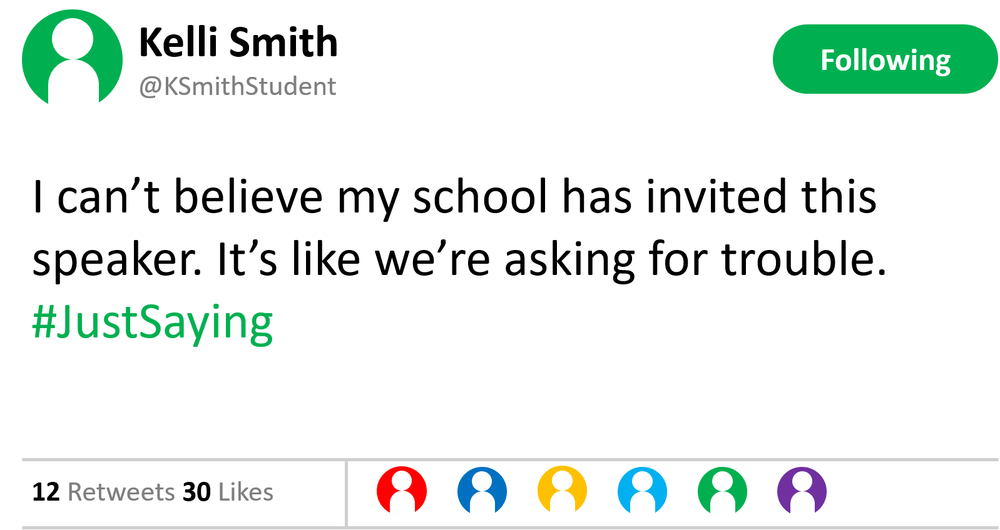 Kelli Smith
@KSmithStudent
Following
I can’t believe my school has invited this
speaker. It’s like we’re asking for trouble.
#JustSaying
12 Retweets 30 Likes